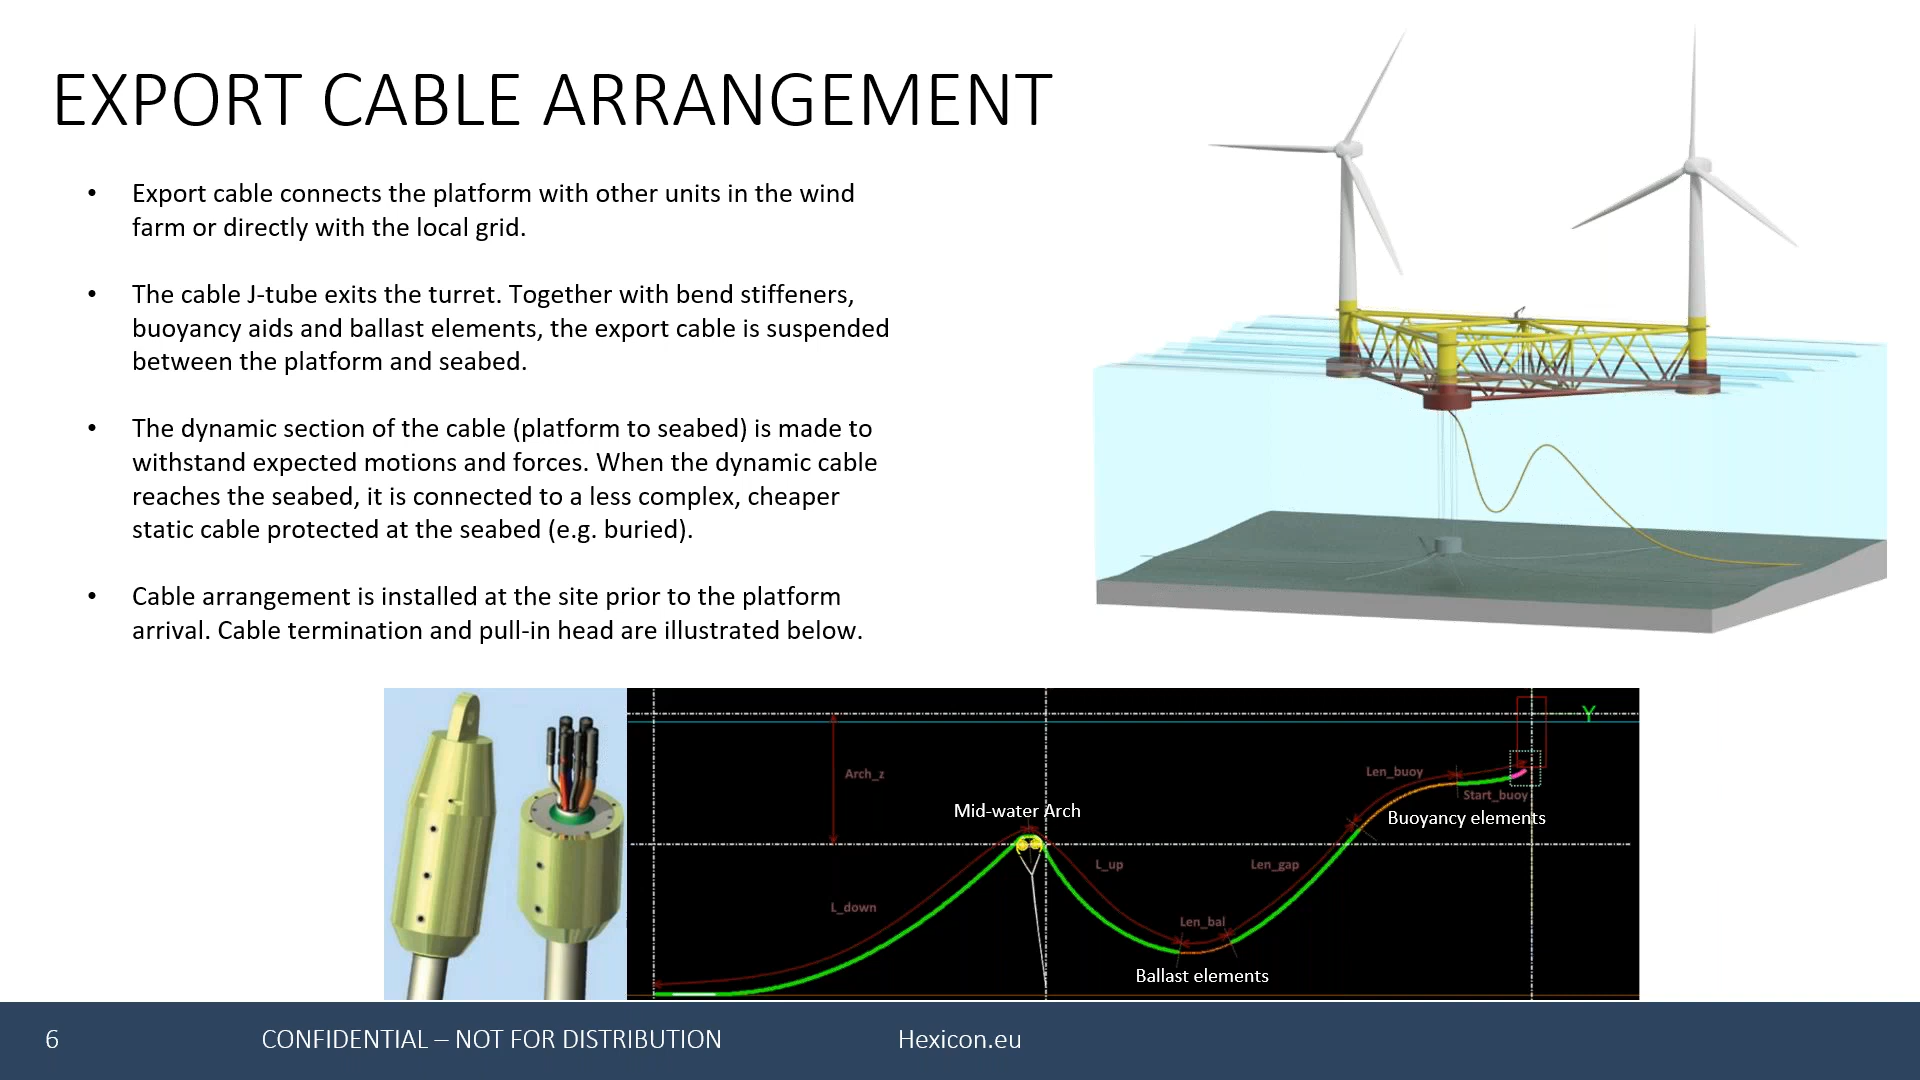 EXPORT CABLE ARRANGEMENT
• Export cable connects the platform with other units in the wind
farm or directly with the local grid.
• The cable J-tube exits the turret. Together with bend stiffeners,
buoyancy aids and ballast elements, the export cable is suspended
between the platform and seabed.
• The dynamic section of the cable (platform to seabed) is made to
withstand expected motions and forces. When the dynamic cable
reaches the seabed, it is connected to a less complex, cheaper
static cable protected at the seabed (e.g. buried).
• Cable arrangement is installed at the site prior to the platform
arrival. Cable termination and pull-in head are illustrated below.
Y
Arch_z
Len_buoy
Start_buoy
Mid-water Arch
Buoyancy elements
L_up
Len_gap
L_down
Len_bal
Ballast elements
6
CONFIDENTIAL – NOT FOR DISTRIBUTION
Hexicon.eu